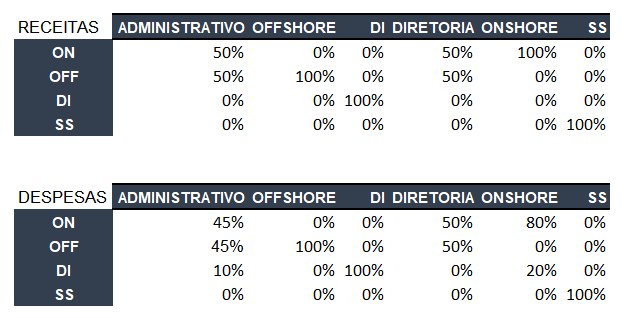 RECEITAS ADMINISTRATIVO OFFSHORE DI DIRETORIA ONSHORE SS
ON 50% 0% 0% 50% 100% 0%
OFF 50% 100% 0% 50% 0% 0%
DI 0% 0% 100% 0% 0% 0%
SS 0% 0% 0% 0% 0% 100%
DESPESAS ADMINISTRATIVO OFFSHORE DI DIRETORIA ONSHORE SS
ON 45% 0% 0% 50% 80% 0%
OFF 45% 100% 0% 50% 0% 0%
DI 10% 0% 100% 0% 20% 0%
SS 0% 0% 0% 0% 0% 100%